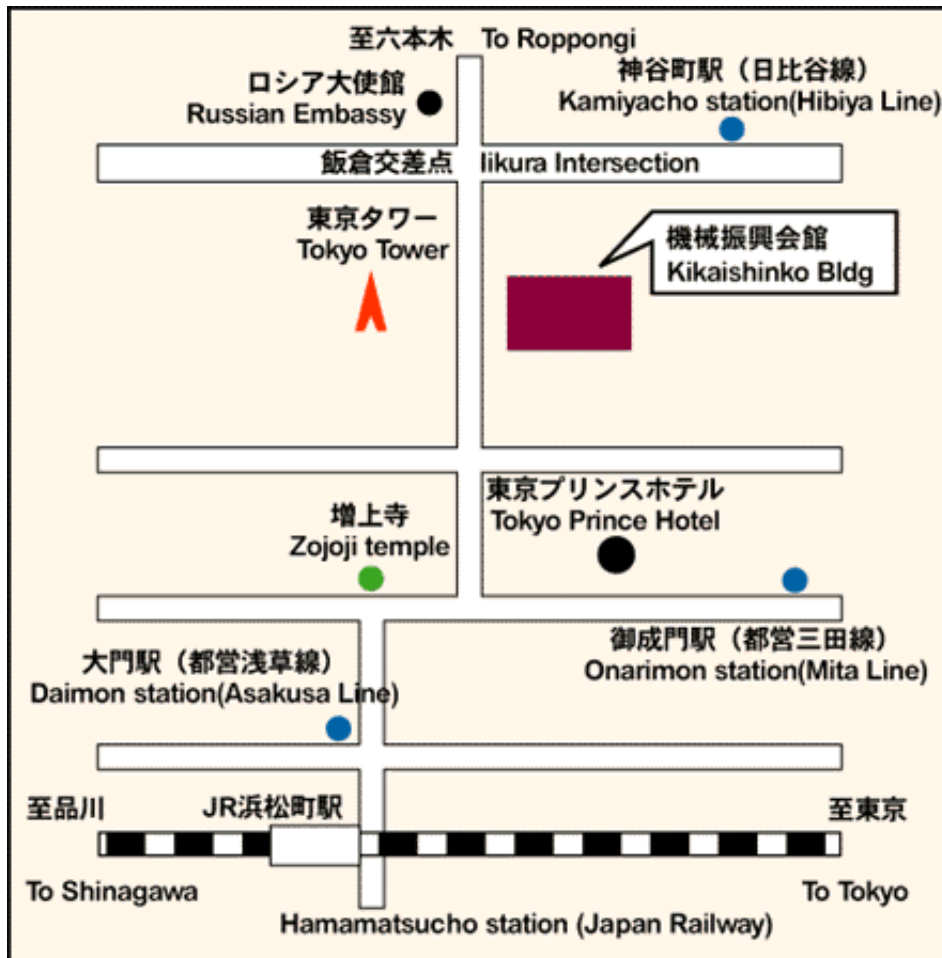 至六本木 To Roppongi
ロシア大使館
Russian Embassy
神谷町駅（日比谷線）
Kamiyacho station(Hibiya Line)
飯倉交差点 Iikura Intersection
東京タワー
Tokyo Tower
機械振興会館
Kikaishinko Bldg
増上寺
Zojoji temple
東京プリンスホテル
Tokyo Prince Hotel
大門駅（都営浅草線）
Daimon station(Asakusa Line)
御成門駅（都営三田線）
Onarimon station(Mita Line)
至品川
JR浜松町駅
至東京
To Shinagawa
To Tokyo
Hamamatsucho station (Japan Railway)